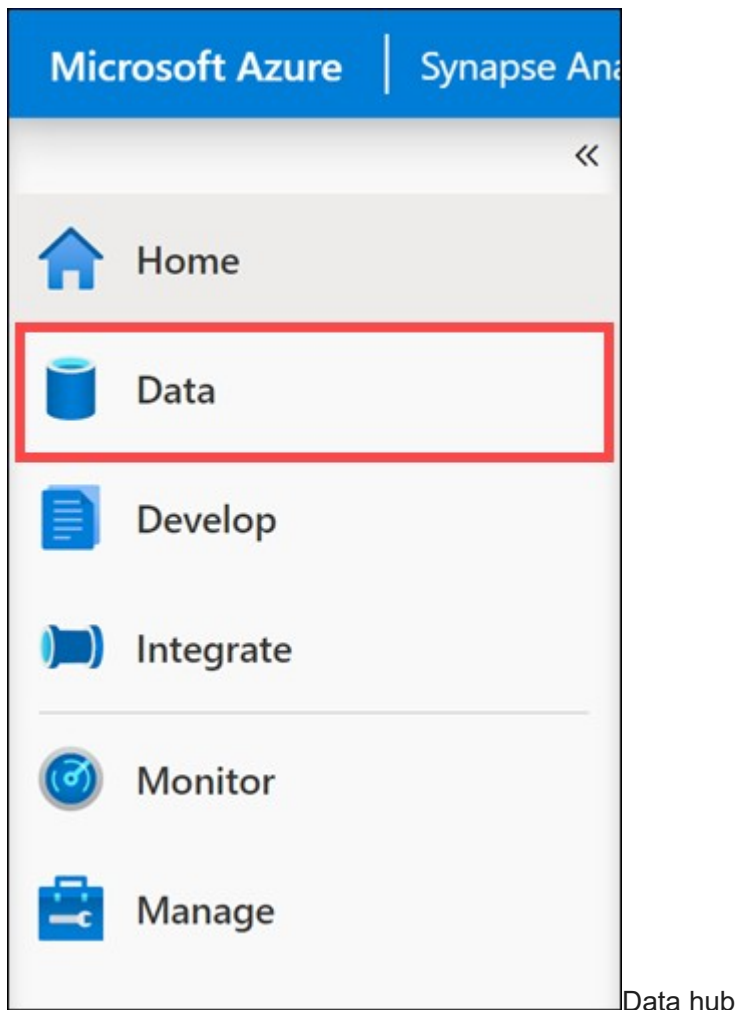 Microsoft Azure | Synapse Ana
«
Home
Data
Develop
Integrate
Monitor
Manage
Data hub